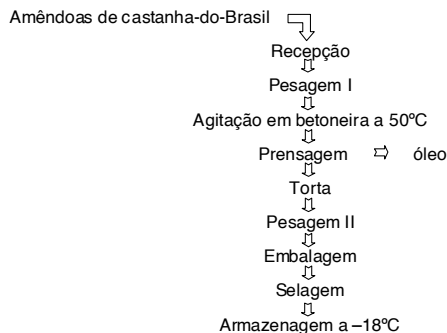 Amêndoas de castanha-do-Brasil
Recepção
Pesagem I
Agitação em betoneira a 50ºC
Prensagem óleo
Torta
Pesagem II
Embalagem
Selagem
Armazenagem a –18ºC